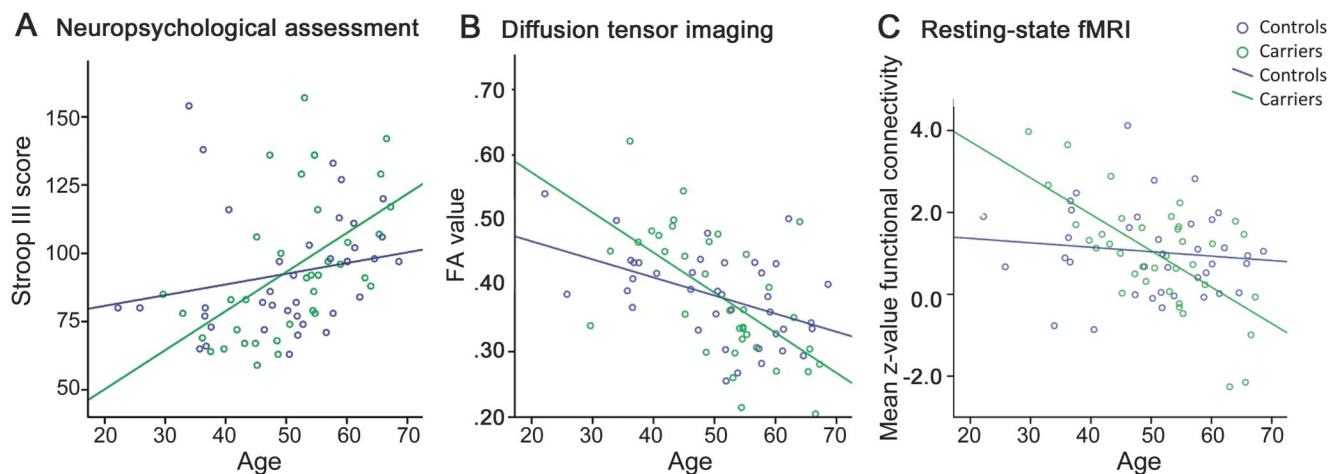 A Neuropsychological assessment
Stroop III score
150
125
100
75
50
20 30 40 50 60 70
Age
B Diffusion tensor imaging
FA value
.70
.60
.50
.40
.30
.20
20 30 40 50 60 70
Age
C Resting-state fMRI
Mean z-value functional connectivity
4.0
2.0
0.0
-2.0
20 30 40 50 60 70
Age
Controls
Carriers
Controls
Carriers